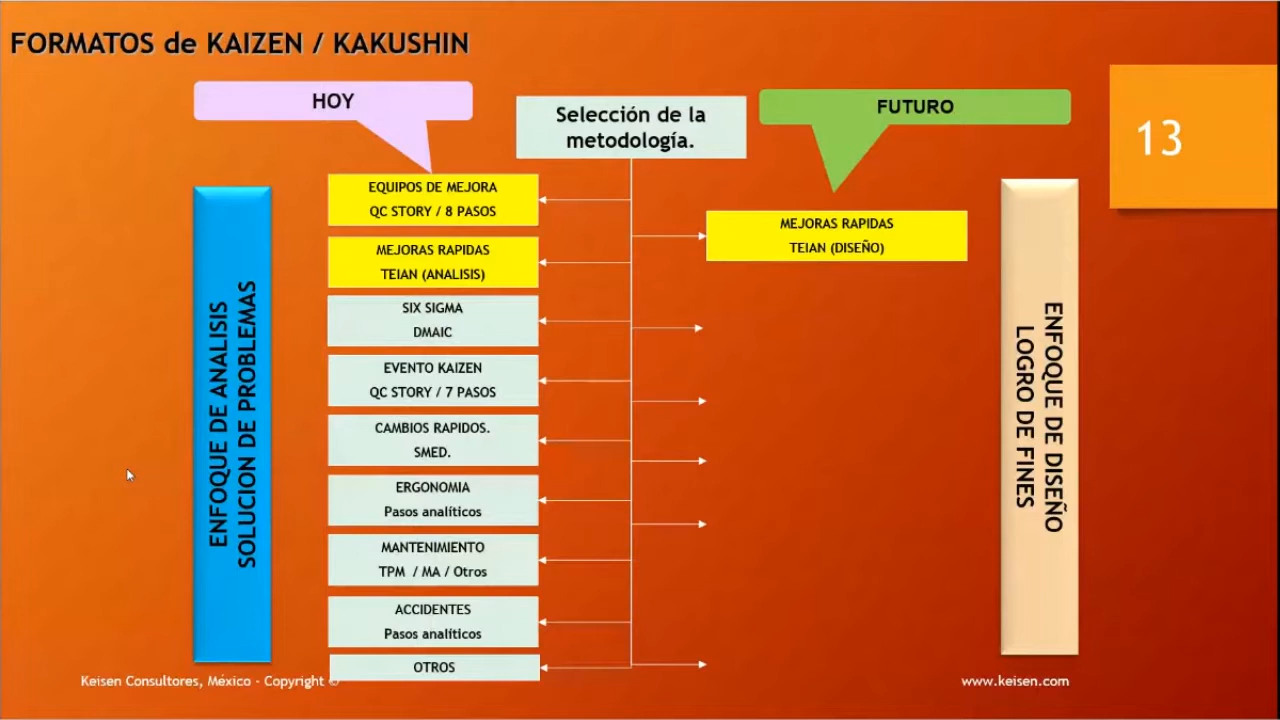 FORMATOS de KAIZEN / KAKUSHIN
HOY
Selección de la
metodología.
FUTURO
13
EQUIPOS DE MEJORA
QC STORY / 8 PASOS
MEJORAS RAPIDAS
TEIAN (ANALISIS)
SIX SIGMA
DMAIC
EVENTO KAIZEN
QC STORY / 7 PASOS
CAMBIOS RAPIDOS.
SMED.
ERGONOMIA
Pasos analíticos
MANTENIMIENTO
TPM / MA / Otros
ACCIDENTES
Pasos analíticos
OTROS
MEJORAS RAPIDAS
TEIAN (DISEÑO)
ENFOQUE DE ANALISIS
SOLUCION DE PROBLEMAS
ENFOQUE DE DISEÑO
LOGRO DE FINES
Keisen Consultores, México - Copyright ©
www.keisen.com